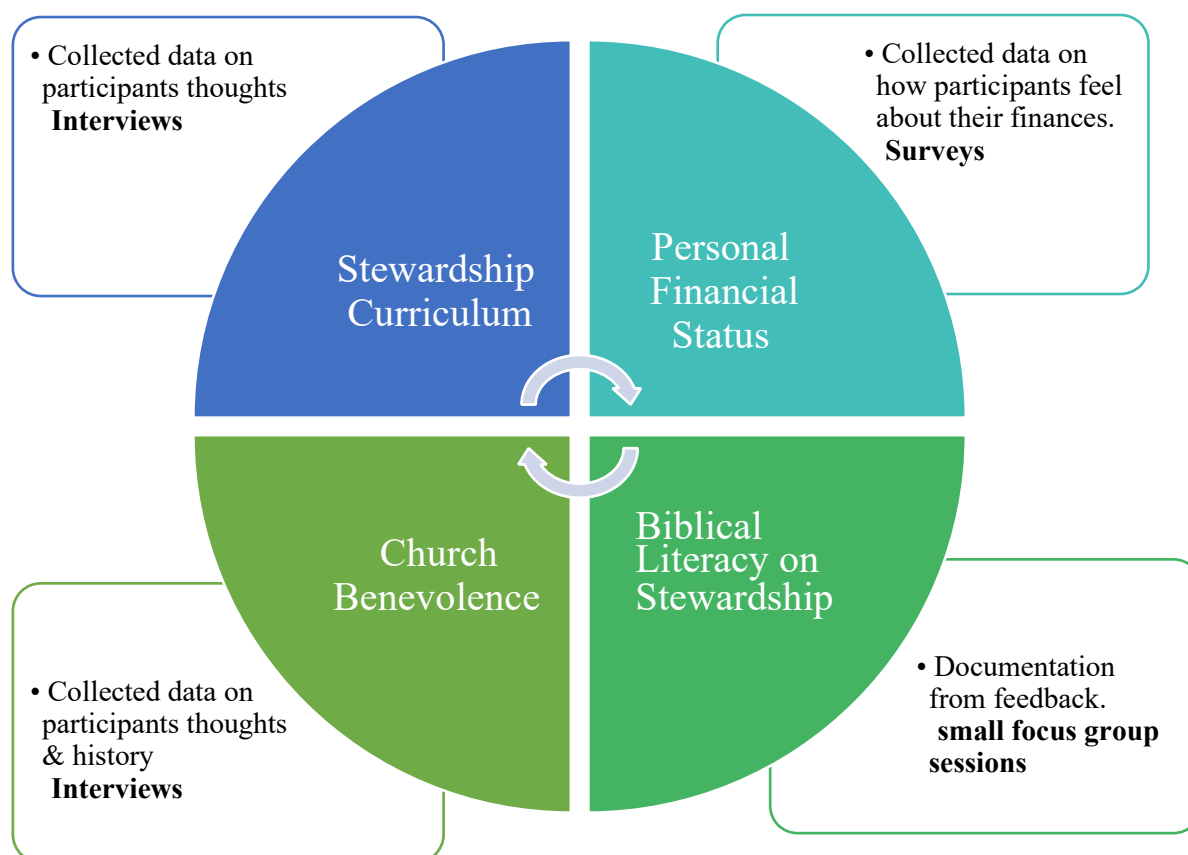 • Collected data on
participants thoughts
Interviews
• Collected data on
how participants feel
about their finances.
Surveys
Stewardship
Curriculum
Personal
Financial
Status
Church
Benevolence
Biblical
Literacy on
Stewardship
• Collected data on
participants thoughts
& history
Interviews
• Documentation
from feedback.
small focus group
sessions